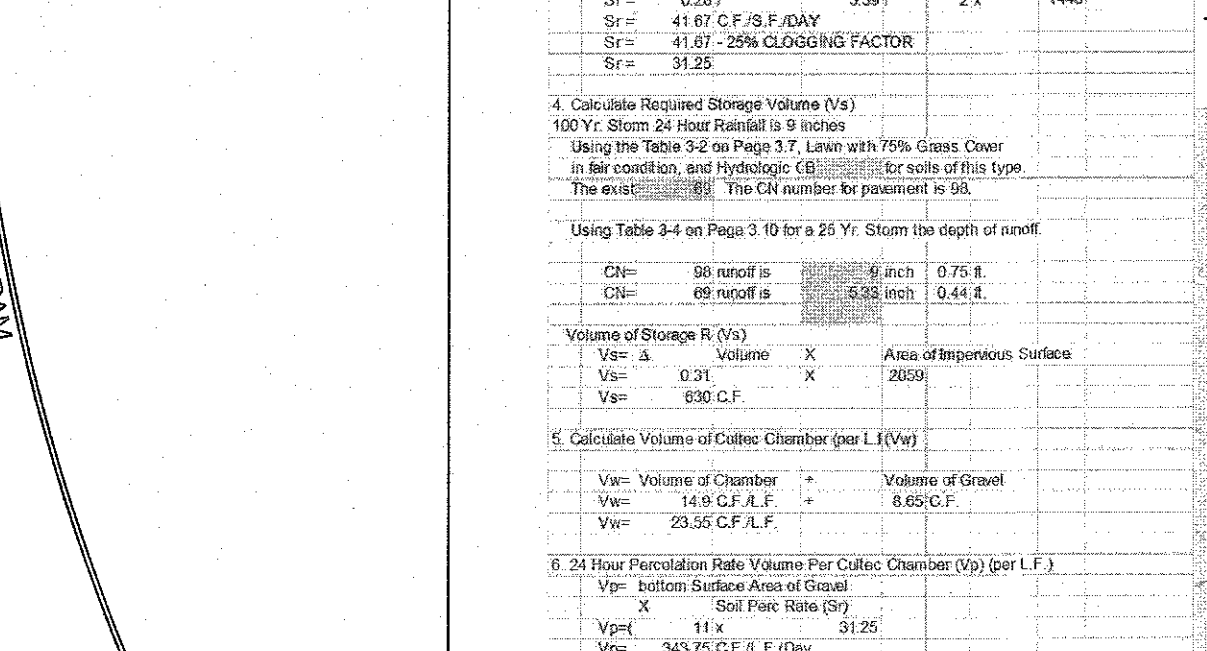 Sr = 0.26 / 3.39 2 x 1440
Sr = 41.67 C.F./S.F./DAY
Sr = 41.67 - 25% CLOGGING FACTOR
Sr = 31.25
4. Calculate Required Storage Volume (Vs)
100 Yr. Storm 24 Hour Rainfall is 9 inches
Using the Table 3-2 on Page 3.7, Lawn with 75% Grass Cover
in fair condition, and Hydrologic for soils of this type.
The exist 69 The CN number for pavement is 98.
Using Table 3-4 on Page 3.10 for a 25 Yr. Storm the depth of runoff.
CN= 98 runoff is 9 inch 0.75 ft.
CN= 69 runoff is 5.33 inch 0.44 ft.
Volume of Storage R (Vs)
Vs= Δ Volume X Area of Impervious Surface
Vs= 0.31 X 2059
Vs= 630 C.F.
5. Calculate Volume of Cultec Chamber (per L.f (Vw)
Vw= Volume of Chamber + Volume of Gravel
Vw= 14.9 C.F./L.F. + 8.65 C.F.
Vw= 23.55 C.F./L.F.
6. 24 Hour Percolation Rate Volume Per Cultec Chamber (Vp) (per L.F.)
Vp= bottom Surface Area of Gravel
X Soil Perc Rate (Sr)
Vp=( 11 x 31.25
Vp= 343.75 C.F./L.F./Day